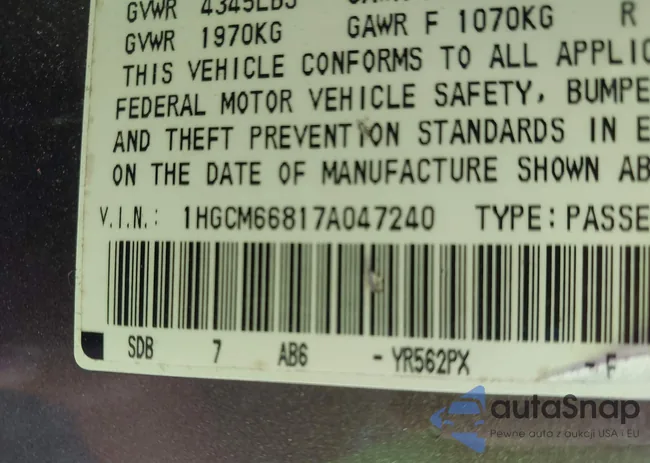 GVWR 4345LBS
GVWR 1970KG GAWR F 1070KG R
THIS VEHICLE CONFORMS TO ALL APPLIC
FEDERAL MOTOR VEHICLE SAFETY, BUMPE
AND THEFT PREVENTION STANDARDS IN E
ON THE DATE OF MANUFACTURE SHOWN AB
V.I.N.: 1HGCM66817A047240 TYPE: PASSE
SDB 7 AB6 - YR562PX - F
autaSnap
Pewne auta z aukcji USA i EU